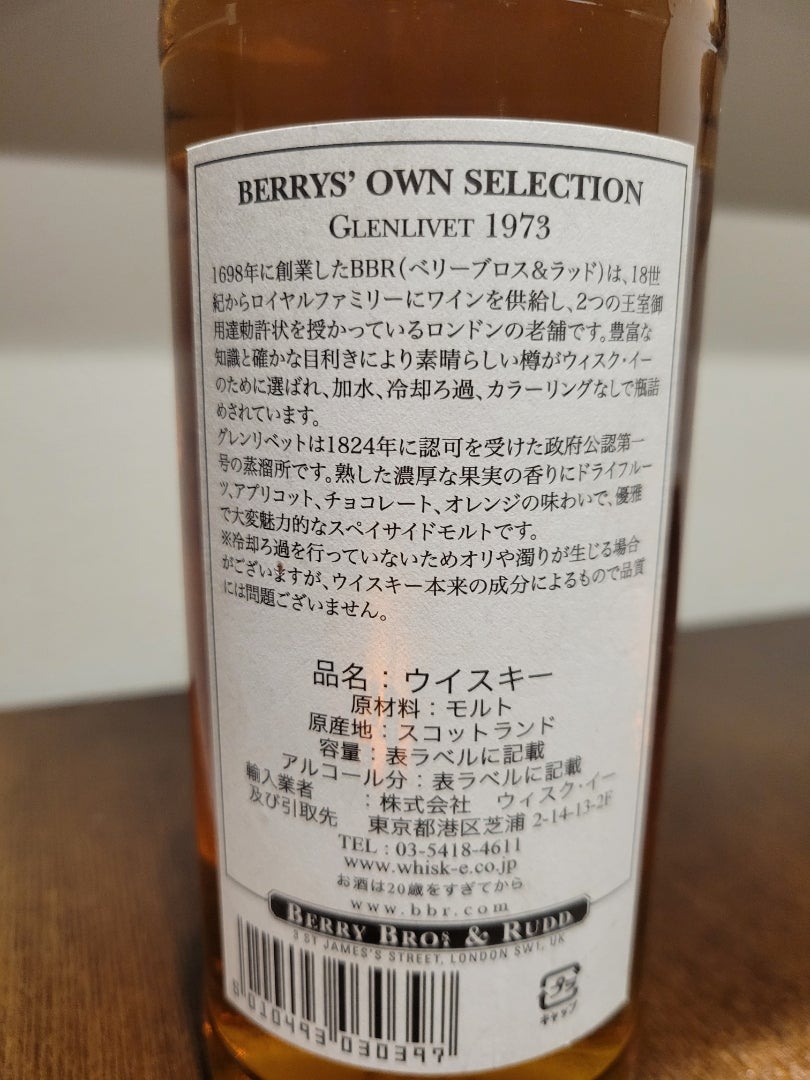 BERRYS' OWN SELECTION
GLENLIVET 1973
1698年に創業したBBR(ベリーブロス&ラッド)は、18世
紀からロイヤルファミリーにワインを供給し、2つの王室御
用達勅許状を授かっているロンドンの老舗です。豊富な
知識と確かな目利きにより素晴らしい樽がウィスク・イー
のために選ばれ、加水、冷却ろ過、カラーリングなしで瓶詰
めされています。
グレンリベットは1824年に認可を受けた政府公認第一
号の蒸溜所です。熟した濃厚な果実の香りにドライフルー
ツ、アプリコット、チョコレート、オレンジの味わいで、優雅
で大変魅力的なスペイサイドモルトです。
※冷却ろ過を行っていないためオリや濁りが生じる場合
がございますが、ウイスキー本来の成分によるもので品質
には問題ございません。
品名：ウイスキー
原材料：モルト
原産地：スコットランド
容量：表ラベルに記載
アルコール分：表ラベルに記載
輸入業者 ：株式会社 ウィスク・イー
及び引取先 東京都港区芝浦 2-14-13-2F
TEL : 03-5418-4611
www.whisk-e.co.jp
お酒は20歳をすぎてから
www.bbr.com
BERRY BROS & RUDD
3 ST JAMES'S STREET, LONDON SW1, UK
5 010493 030397
プラ
キャップ